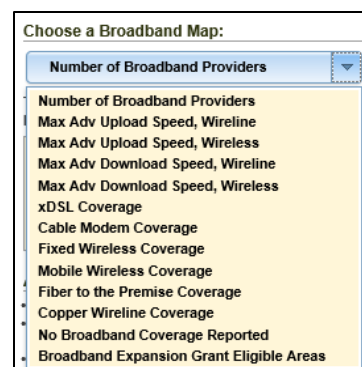 Choose a Broadband Map:
Number of Broadband Providers
Number of Broadband Providers
Max Adv Upload Speed, Wireline
Max Adv Upload Speed, Wireless
Max Adv Download Speed, Wireline
Max Adv Download Speed, Wireless
xDSL Coverage
Cable Modem Coverage
Fixed Wireless Coverage
Mobile Wireless Coverage
Fiber to the Premise Coverage
Copper Wireline Coverage
No Broadband Coverage Reported
Broadband Expansion Grant Eligible Areas